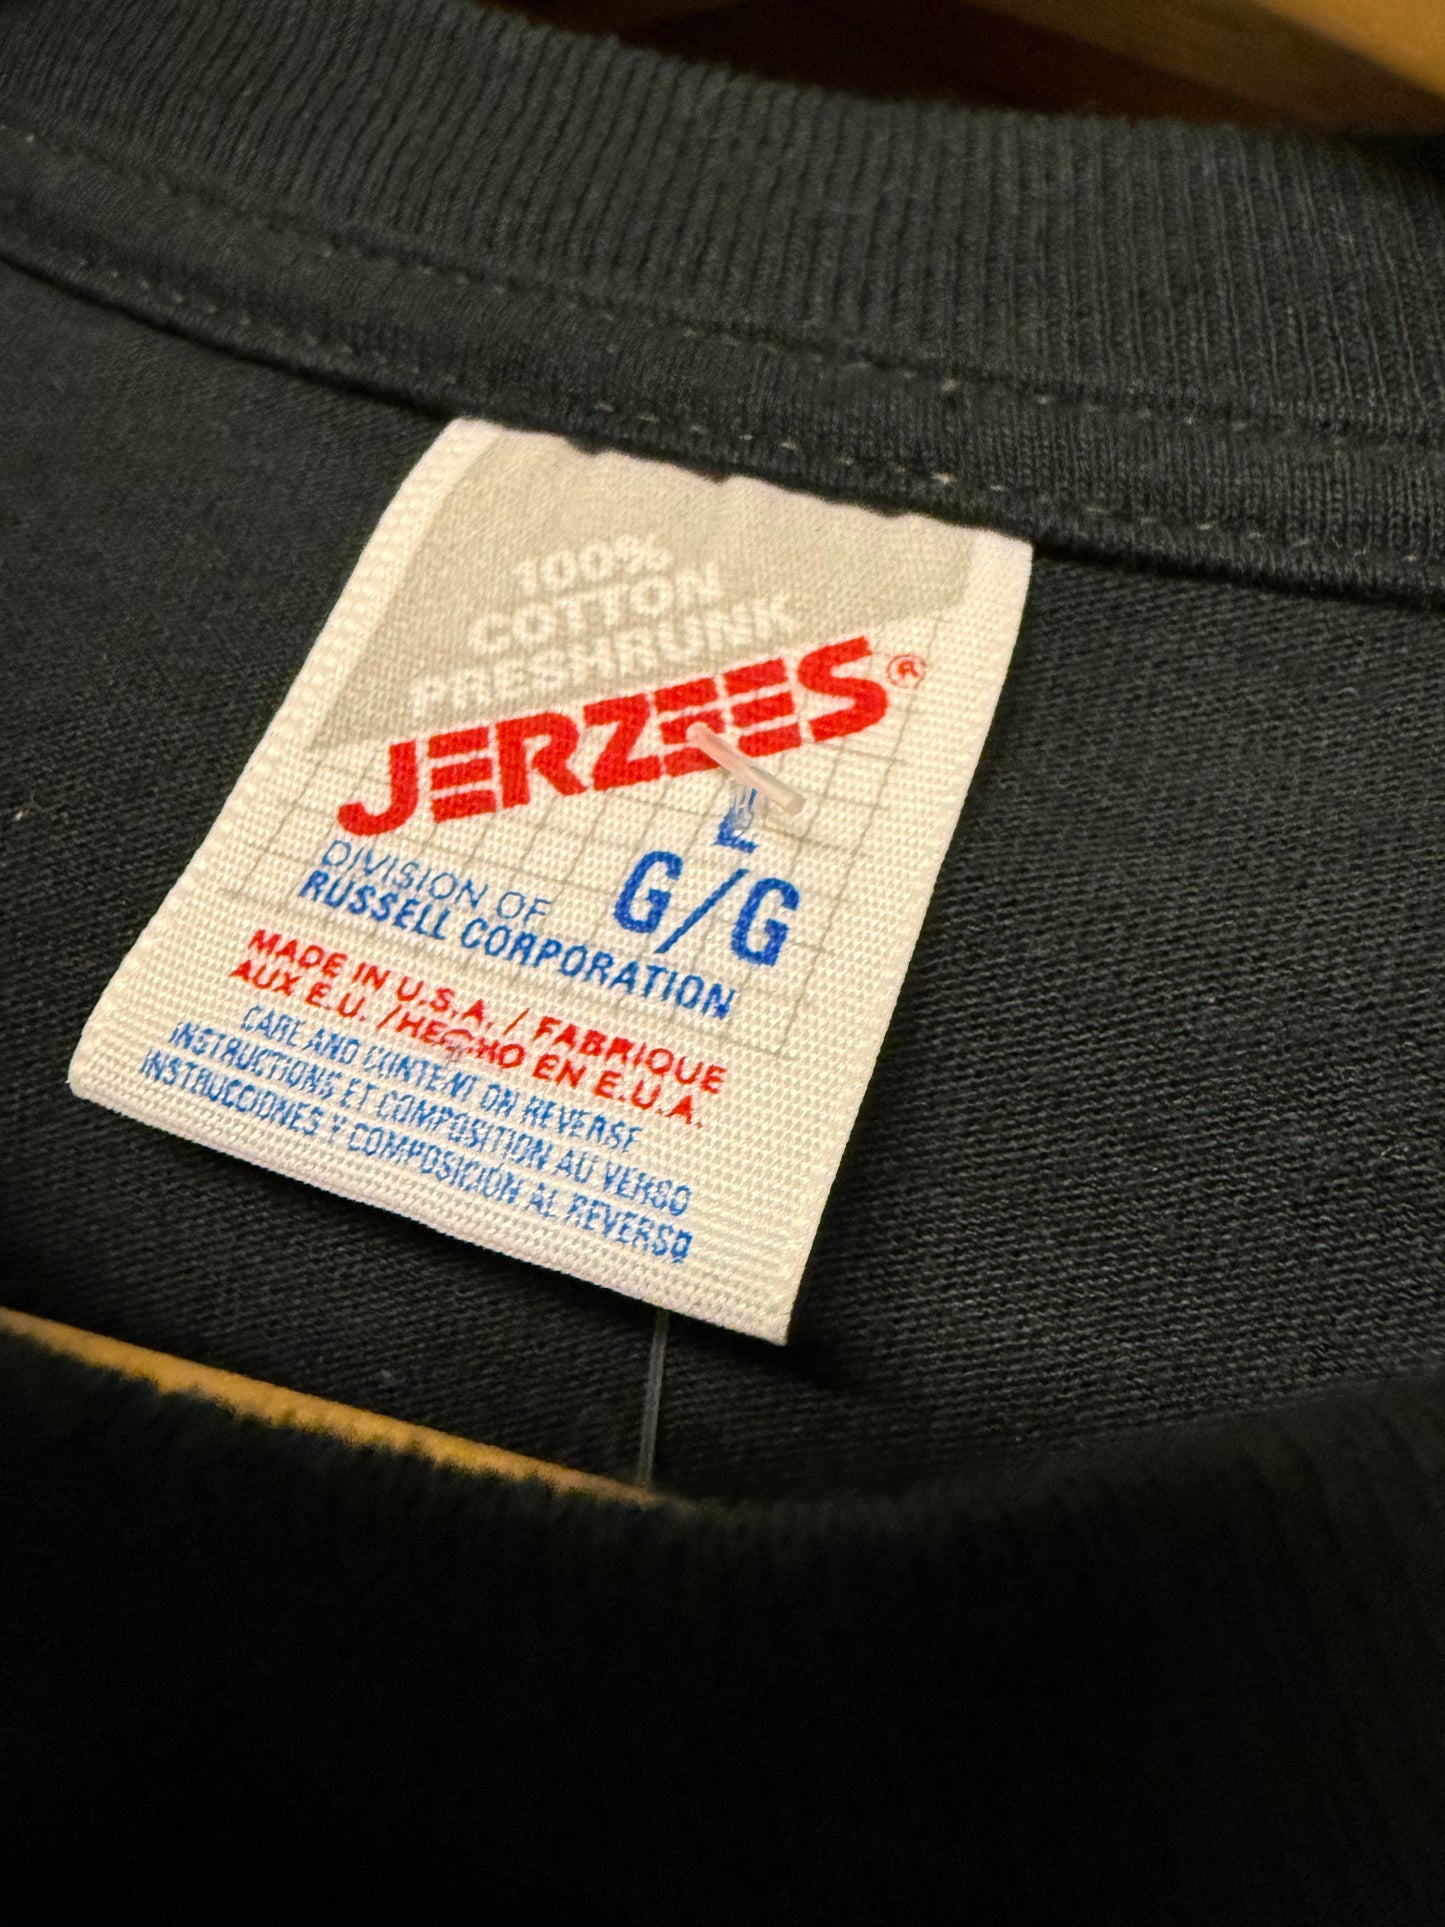 100%
COTTON
PRESHRUNK
JERZEES®
L
G/G
DIVISION OF
RUSSELL CORPORATION
MADE IN U.S.A. / FABRIQUE
AUX E.U. /HECHO EN E.U.A.
CARE AND CONTENT ON REVERSE
INSTRUCTIONS ET COMPOSITION AU VERSO
INSTRUCCIONES Y COMPOSICIÓN AL REVERSO